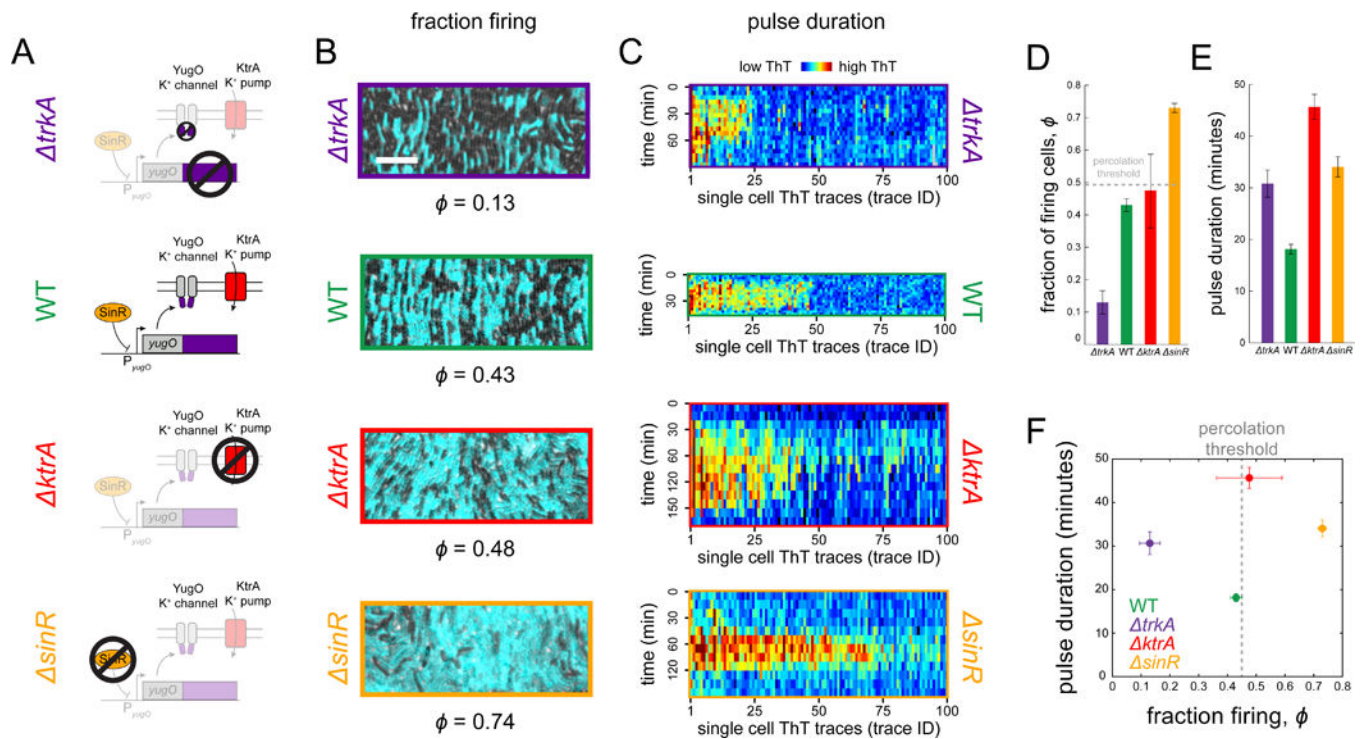 fraction firing
pulse duration
A
B
C
D
E
ΔtrkA
YugO
K⁺ channel
KtrA
K⁺ pump
SinR
yugO
P yugO
ΔtrkA
ϕ = 0.13
low ThT
high ThT
time (min)
0
60
1
25
50
75
100
single cell ThT traces (trace ID)
ΔtrkA
fraction of firing cells, ϕ
0.8
0.7
0.6
0.5
0.4
0.3
0.2
0.1
0
percolation
threshold
ΔtrkA
WT
ΔktrA
ΔsinR
pulse duration (minutes)
50
40
30
20
10
0
ΔtrkA
WT
ΔktrA
ΔsinR
WT
YugO
K⁺ channel
KtrA
K⁺ pump
SinR
yugO
P yugO
WT
ϕ = 0.43
time (min)
0
30
1
25
50
75
100
single cell ThT traces (trace ID)
WT
ΔktrA
YugO
K⁺ channel
KtrA
K⁺ pump
SinR
yugO
P yugO
ΔktrA
ϕ = 0.48
time (min)
0
30
60
90
120
150
1
25
50
75
100
single cell ThT traces (trace ID)
ΔktrA
F
percolation
threshold
pulse duration (minutes)
50
40
30
20
10
0
WT
ΔtrkA
ΔktrA
ΔsinR
0
0.1
0.2
0.3
0.4
0.5
0.6
0.7
0.8
fraction firing, ϕ
ΔsinR
YugO
K⁺ channel
KtrA
K⁺ pump
SinR
yugO
P yugO
ΔsinR
ϕ = 0.74
time (min)
0
60
120
1
25
50
75
100
single cell ThT traces (trace ID)
ΔsinR